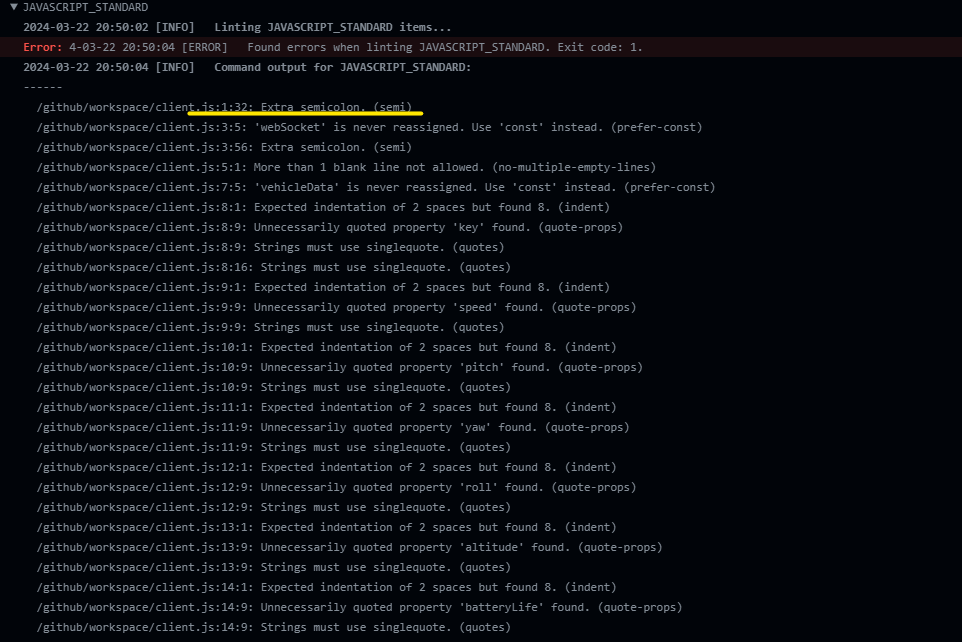 JAVASCRIPT_STANDARD
2024-03-22 20:50:02 [INFO]   Linting JAVASCRIPT_STANDARD items...
Error: 4-03-22 20:50:04 [ERROR]   Found errors when linting JAVASCRIPT_STANDARD. Exit code: 1.
2024-03-22 20:50:04 [INFO]   Command output for JAVASCRIPT_STANDARD:
------
/github/workspace/client.js:1:32: Extra semicolon. (semi)
/github/workspace/client.js:3:5: 'webSocket' is never reassigned. Use 'const' instead. (prefer-const)
/github/workspace/client.js:3:56: Extra semicolon. (semi)
/github/workspace/client.js:5:1: More than 1 blank line not allowed. (no-multiple-empty-lines)
/github/workspace/client.js:7:5: 'vehicleData' is never reassigned. Use 'const' instead. (prefer-const)
/github/workspace/client.js:8:1: Expected indentation of 2 spaces but found 8. (indent)
/github/workspace/client.js:8:9: Unnecessarily quoted property 'key' found. (quote-props)
/github/workspace/client.js:8:9: Strings must use singlequote. (quotes)
/github/workspace/client.js:8:16: Strings must use singlequote. (quotes)
/github/workspace/client.js:9:1: Expected indentation of 2 spaces but found 8. (indent)
/github/workspace/client.js:9:9: Unnecessarily quoted property 'speed' found. (quote-props)
/github/workspace/client.js:9:9: Strings must use singlequote. (quotes)
/github/workspace/client.js:10:1: Expected indentation of 2 spaces but found 8. (indent)
/github/workspace/client.js:10:9: Unnecessarily quoted property 'pitch' found. (quote-props)
/github/workspace/client.js:10:9: Strings must use singlequote. (quotes)
/github/workspace/client.js:11:1: Expected indentation of 2 spaces but found 8. (indent)
/github/workspace/client.js:11:9: Unnecessarily quoted property 'yaw' found. (quote-props)
/github/workspace/client.js:11:9: Strings must use singlequote. (quotes)
/github/workspace/client.js:12:1: Expected indentation of 2 spaces but found 8. (indent)
/github/workspace/client.js:12:9: Unnecessarily quoted property 'roll' found. (quote-props)
/github/workspace/client.js:12:9: Strings must use singlequote. (quotes)
/github/workspace/client.js:13:1: Expected indentation of 2 spaces but found 8. (indent)
/github/workspace/client.js:13:9: Unnecessarily quoted property 'altitude' found. (quote-props)
/github/workspace/client.js:13:9: Strings must use singlequote. (quotes)
/github/workspace/client.js:14:1: Expected indentation of 2 spaces but found 8. (indent)
/github/workspace/client.js:14:9: Unnecessarily quoted property 'batteryLife' found. (quote-props)
/github/workspace/client.js:14:9: Strings must use singlequote. (quotes)